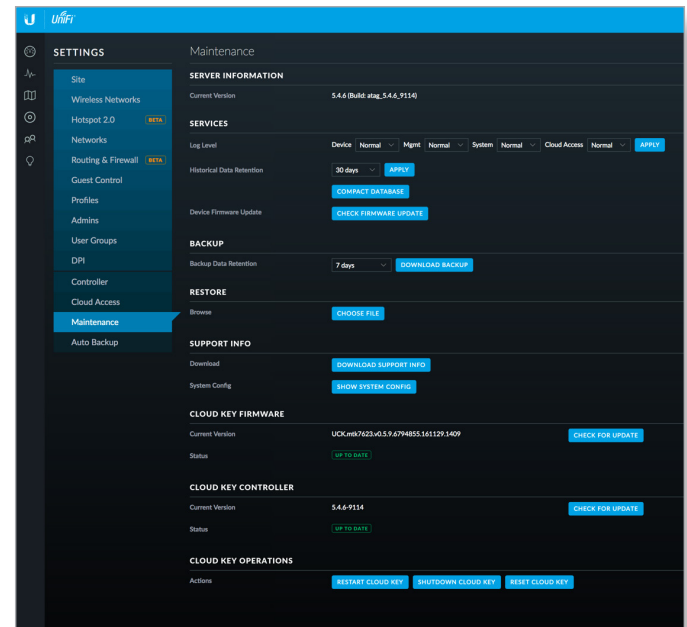 U UniFi
SETTINGS
Site
Wireless Networks
Hotspot 2.0 BETA
Networks
Routing & Firewall BETA
Guest Control
Profiles
Admins
User Groups
DPI
Controller
Cloud Access
Maintenance
Auto Backup
Maintenance
SERVER INFORMATION
Current Version 5.4.6 (Build: atag_5.4.6_9114)
SERVICES
Log Level Device Normal Mgmt Normal System Normal Cloud Access Normal APPLY
Historical Data Retention 30 days APPLY
COMPACT DATABASE
Device Firmware Update CHECK FIRMWARE UPDATE
BACKUP
Backup Data Retention 7 days DOWNLOAD BACKUP
RESTORE
Browse CHOOSE FILE
SUPPORT INFO
Download DOWNLOAD SUPPORT INFO
System Config SHOW SYSTEM CONFIG
CLOUD KEY FIRMWARE
Current Version UCK.mtk7623.v0.5.9.6794855.161129.1409 CHECK FOR UPDATE
Status UP TO DATE
CLOUD KEY CONTROLLER
Current Version 5.4.6-9114 CHECK FOR UPDATE
Status UP TO DATE
CLOUD KEY OPERATIONS
Actions RESTART CLOUD KEY SHUTDOWN CLOUD KEY RESET CLOUD KEY